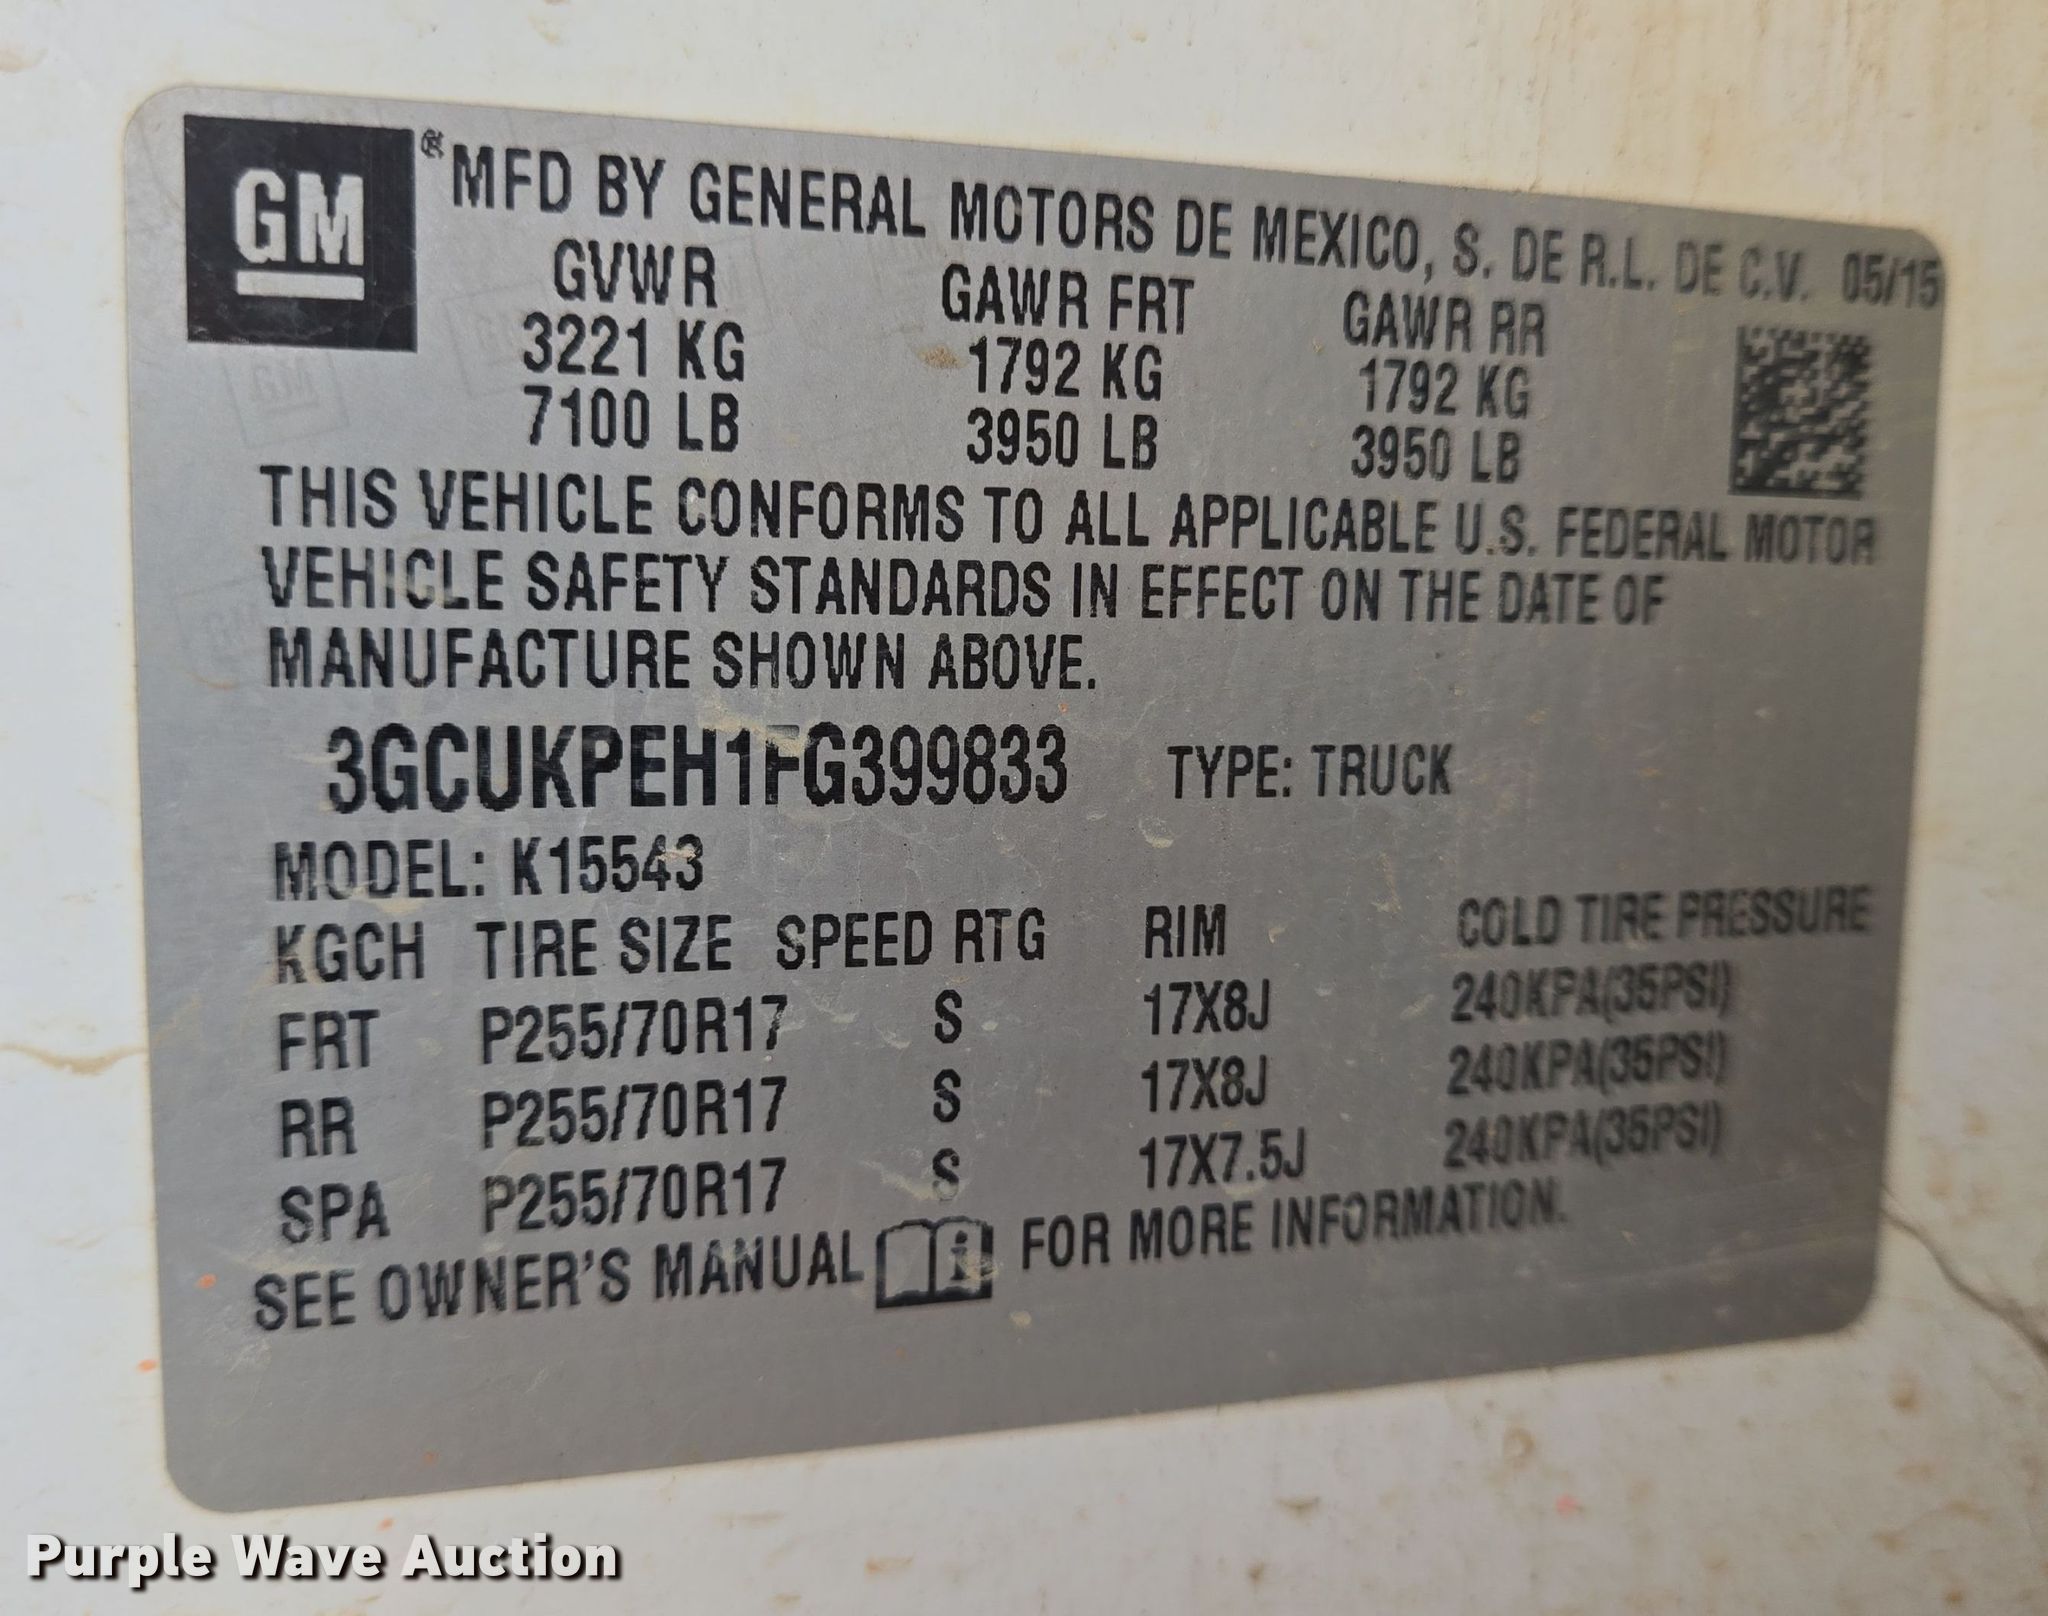 GM ® MFD BY GENERAL MOTORS DE MEXICO, S. DE R.L. DE C.V. 05/15
GVWR GAWR FRT GAWR RR
3221 KG 1792 KG 1792 KG
7100 LB 3950 LB 3950 LB
THIS VEHICLE CONFORMS TO ALL APPLICABLE U.S. FEDERAL MOTOR
VEHICLE SAFETY STANDARDS IN EFFECT ON THE DATE OF
MANUFACTURE SHOWN ABOVE.
3GCUKPEH1FG399833 TYPE: TRUCK
MODEL: K15543
KGCH TIRE SIZE SPEED RTG RIM COLD TIRE PRESSURE
FRT P255/70R17 S 17X8J 240KPA(35PSI)
RR P255/70R17 S 17X8J 240KPA(35PSI)
SPA P255/70R17 S 17X7.5J 240KPA(35PSI)
SEE OWNER'S MANUAL i FOR MORE INFORMATION.
Purple Wave Auction